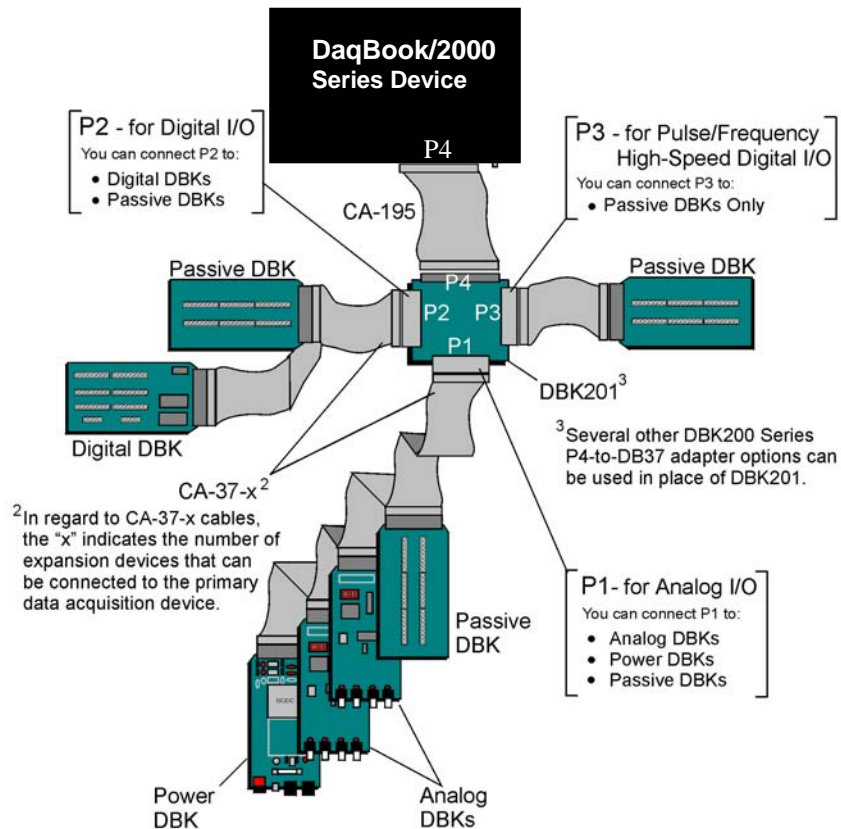 DaqBook/2000
Series Device
P4
P2 - for Digital I/O
You can connect P2 to:
• Digital DBKs
• Passive DBKs
P3 - for Pulse/Frequency
High-Speed Digital I/O
You can connect P3 to:
• Passive DBKs Only
CA-195
Passive DBK
Passive DBK
P4
P2
P3
P1
DBK201³
Digital DBK
³Several other DBK200 Series
P4-to-DB37 adapter options can
be used in place of DBK201.
CA-37-x²
²In regard to CA-37-x cables,
the “x” indicates the number of
expansion devices that can
be connected to the primary
data acquisition device.
P1- for Analog I/O
You can connect P1 to:
• Analog DBKs
• Power DBKs
• Passive DBKs
Passive
DBK
Power
DBK
Analog
DBKs